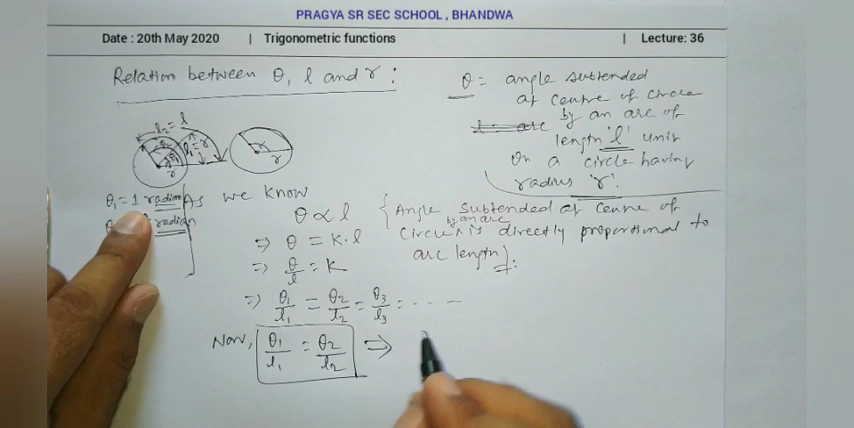 PRAGYA SR SEC SCHOOL , BHANDWA
Date : 20th May 2020 | Trigonometric functions | Lecture: 36
Relation between θ, l and r :
θ = angle subtended
at centre of circle
by an arc of
length 'l' unit
on a circle having
radius 'r'.
l2 = l
l1 = r
r
r
r
θ1 = 1 radian
radian
As we know
θ ∝ l
{Angle subtended at centre of
circle by an arc is directly proportional to
arc length}.
⇒ θ = K.l
⇒ θ/l = K
⇒ θ1/l1 = θ2/l2 = θ3/l3 = - - - -
Now, θ1/l1 = θ2/l2 ⇒